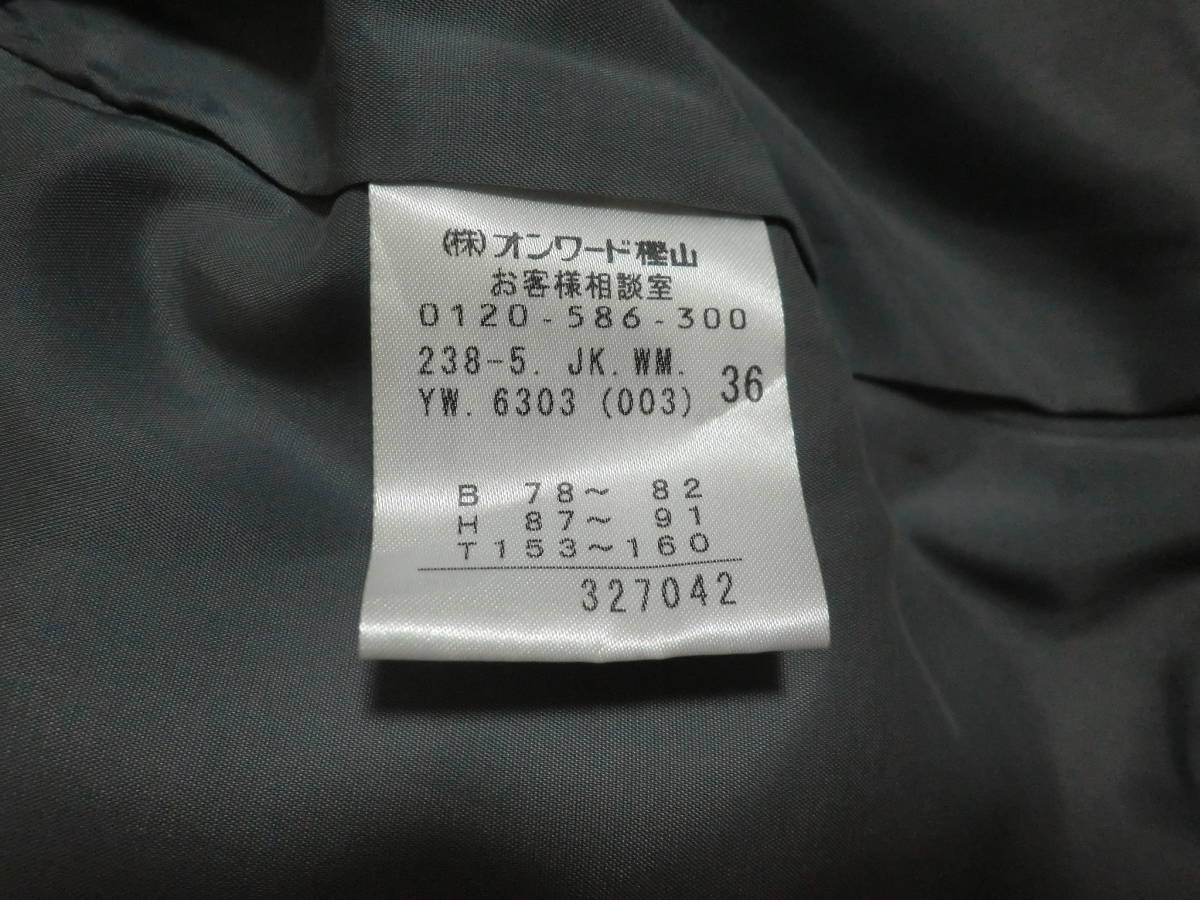 (株)オンワード樫山
お客様相談室
0120-586-300
238-5. JK.WM.
YW.6303(003) 36
B 78~ 82
H 87~ 91
T153~160
327042